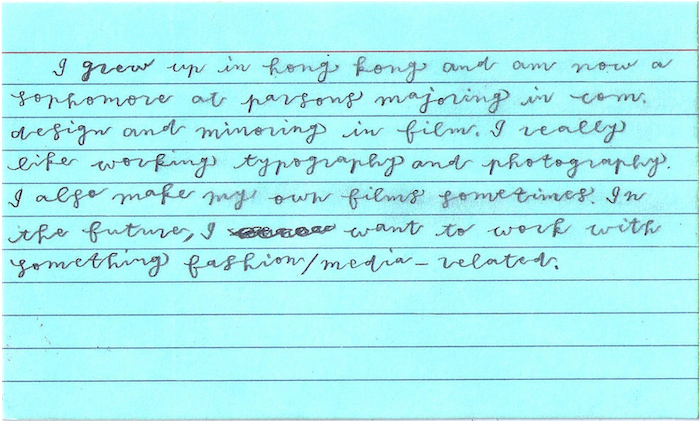 I grew up in hong kong and am now a
sophomore at parsons majoring in com.
design and minoring in film. I really
like working typography and photography.
I also make my own films sometimes. In
the future, I want to work with
something fashion/media-related.